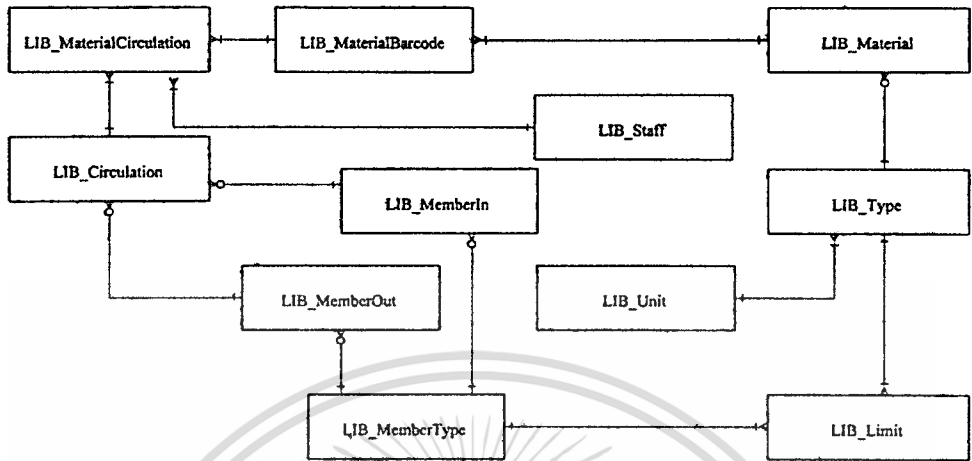 LIB_MaterialCirculation
LIB_MaterialBarcode
LIB_Material
LIB_Staff
LIB_Circulation
LIB_MemberIn
LIB_Type
LIB_MemberOut
LIB_Unit
LIB_MemberType
LIB_Limit